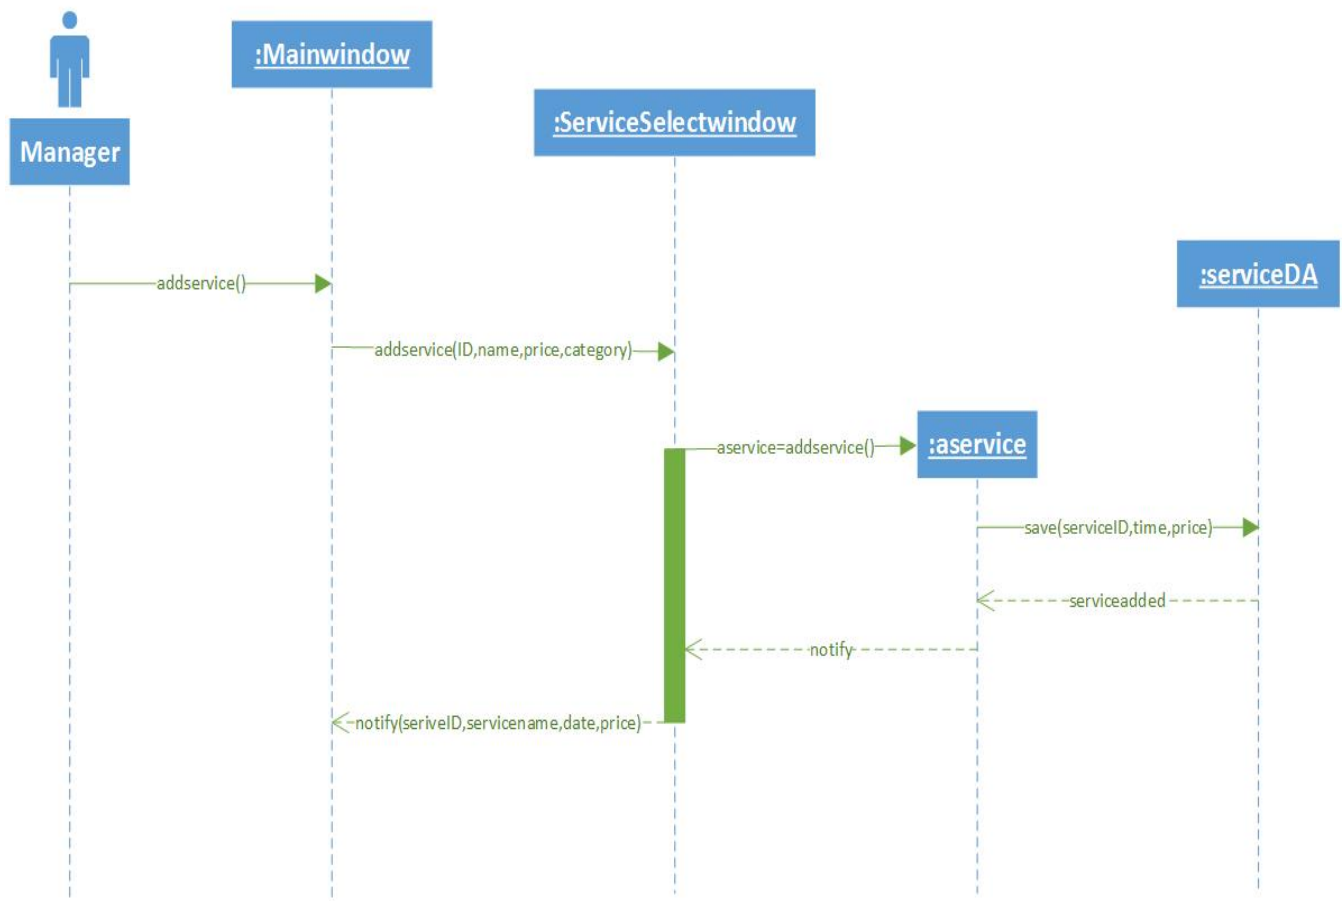 :Mainwindow
:ServiceSelectwindow
Manager
:serviceDA
addservice()
addservice(ID,name,price,category)
aservice=addservice()
:aservice
save(serviceID,time,price)
serviceadded
notify
notify(seriveID,servicename,date,price)